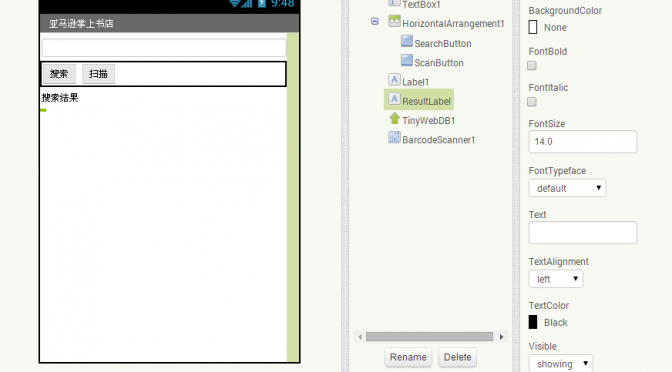 9:48
亚马逊掌上书店
搜索
扫描
搜索结果
TextBox1
HorizontalArrangement1
SearchButton
ScanButton
Label1
ResultLabel
TinyWebDB1
BarcodeScanner1
Rename
Delete
BackgroundColor
None
FontBold
FontItalic
FontSize
14.0
FontTypeface
default
Text
TextAlignment
left
TextColor
Black
Visible
showing